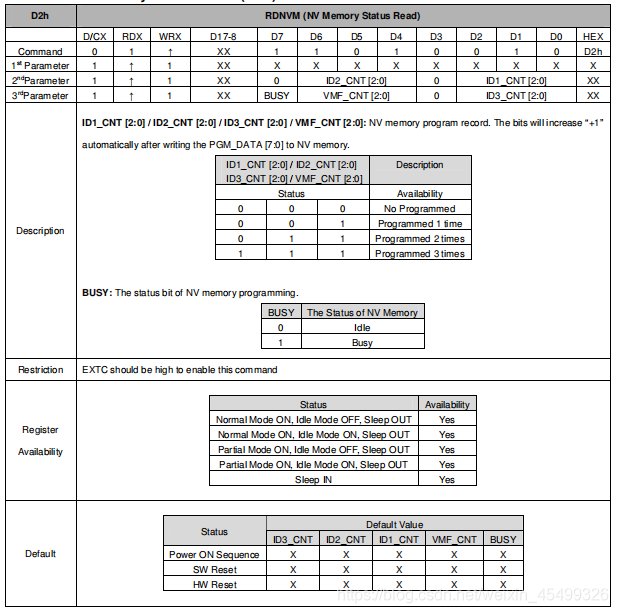 D2h RDNVM (NV Memory Status Read)
D/CX RDX WRX D17-8 D7 D6 D5 D4 D3 D2 D1 D0 HEX
Command 0 1 ↑ XX 1 1 0 1 0 0 1 0 D2h
1st Parameter 1 ↑ 1 XX X X X X X X X X X
2nd Parameter 1 ↑ 1 XX 0 ID2_CNT [2:0] 0 ID1_CNT [2:0] XX
3rd Parameter 1 ↑ 1 XX BUSY VMF_CNT [2:0] 0 ID3_CNT [2:0] XX
Description
ID1_CNT [2:0] / ID2_CNT [2:0] / ID3_CNT [2:0] / VMF_CNT [2:0]: NV memory program record. The bits will increase “+1”
automatically after writing the PGM_DATA [7:0] to NV memory.
ID1_CNT [2:0] / ID2_CNT [2:0] Description
ID3_CNT [2:0] / VMF_CNT [2:0]
Status Availability
0 0 0 No Programmed
0 0 1 Programmed 1 time
0 1 1 Programmed 2 times
1 1 1 Programmed 3 times
BUSY: The status bit of NV memory programming.
BUSY The Status of NV Memory
0 Idle
1 Busy
Restriction EXTC should be high to enable this command
Register
Availability
Status Availability
Normal Mode ON, Idle Mode OFF, Sleep OUT Yes
Normal Mode ON, Idle Mode ON, Sleep OUT Yes
Partial Mode ON, Idle Mode OFF, Sleep OUT Yes
Partial Mode ON, Idle Mode ON, Sleep OUT Yes
Sleep IN Yes
Default
Status Default Value
ID3_CNT ID2_CNT ID1_CNT VMF_CNT BUSY
Power ON Sequence X X X X X
SW Reset X X X X X
HW Reset X X X X X
https://blog.csdn.net/weixin_45499326